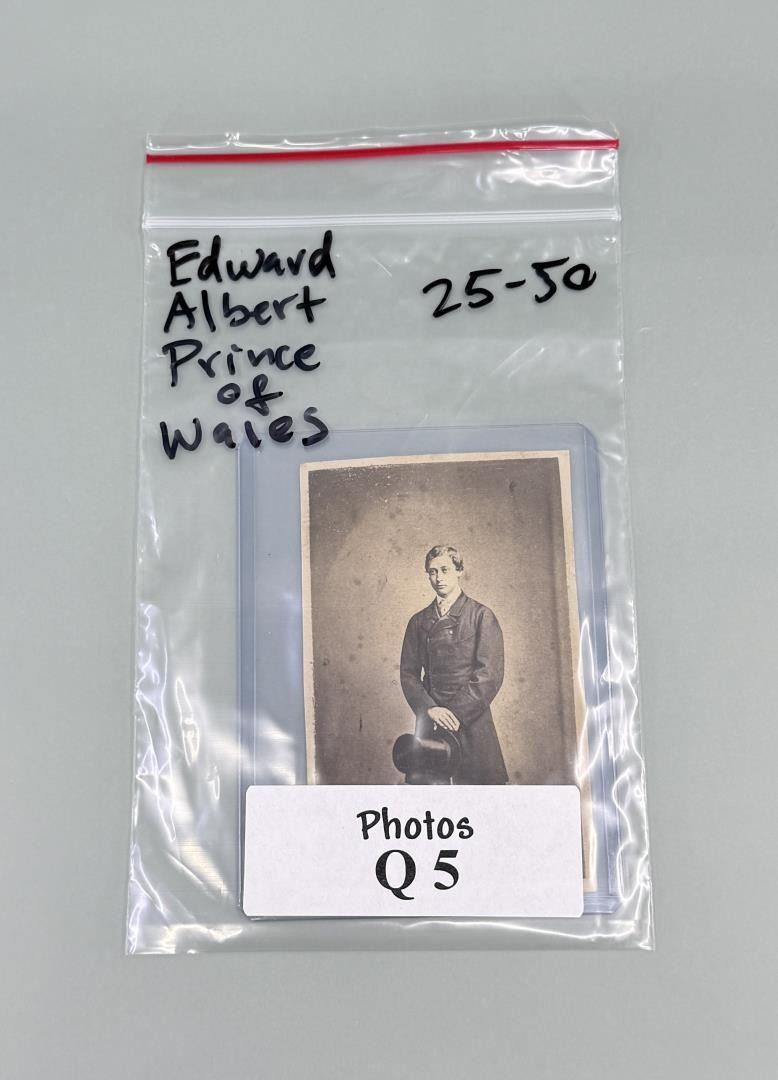 Edward
Albert
Prince
of
Wales
25-50
Photos
Q 5